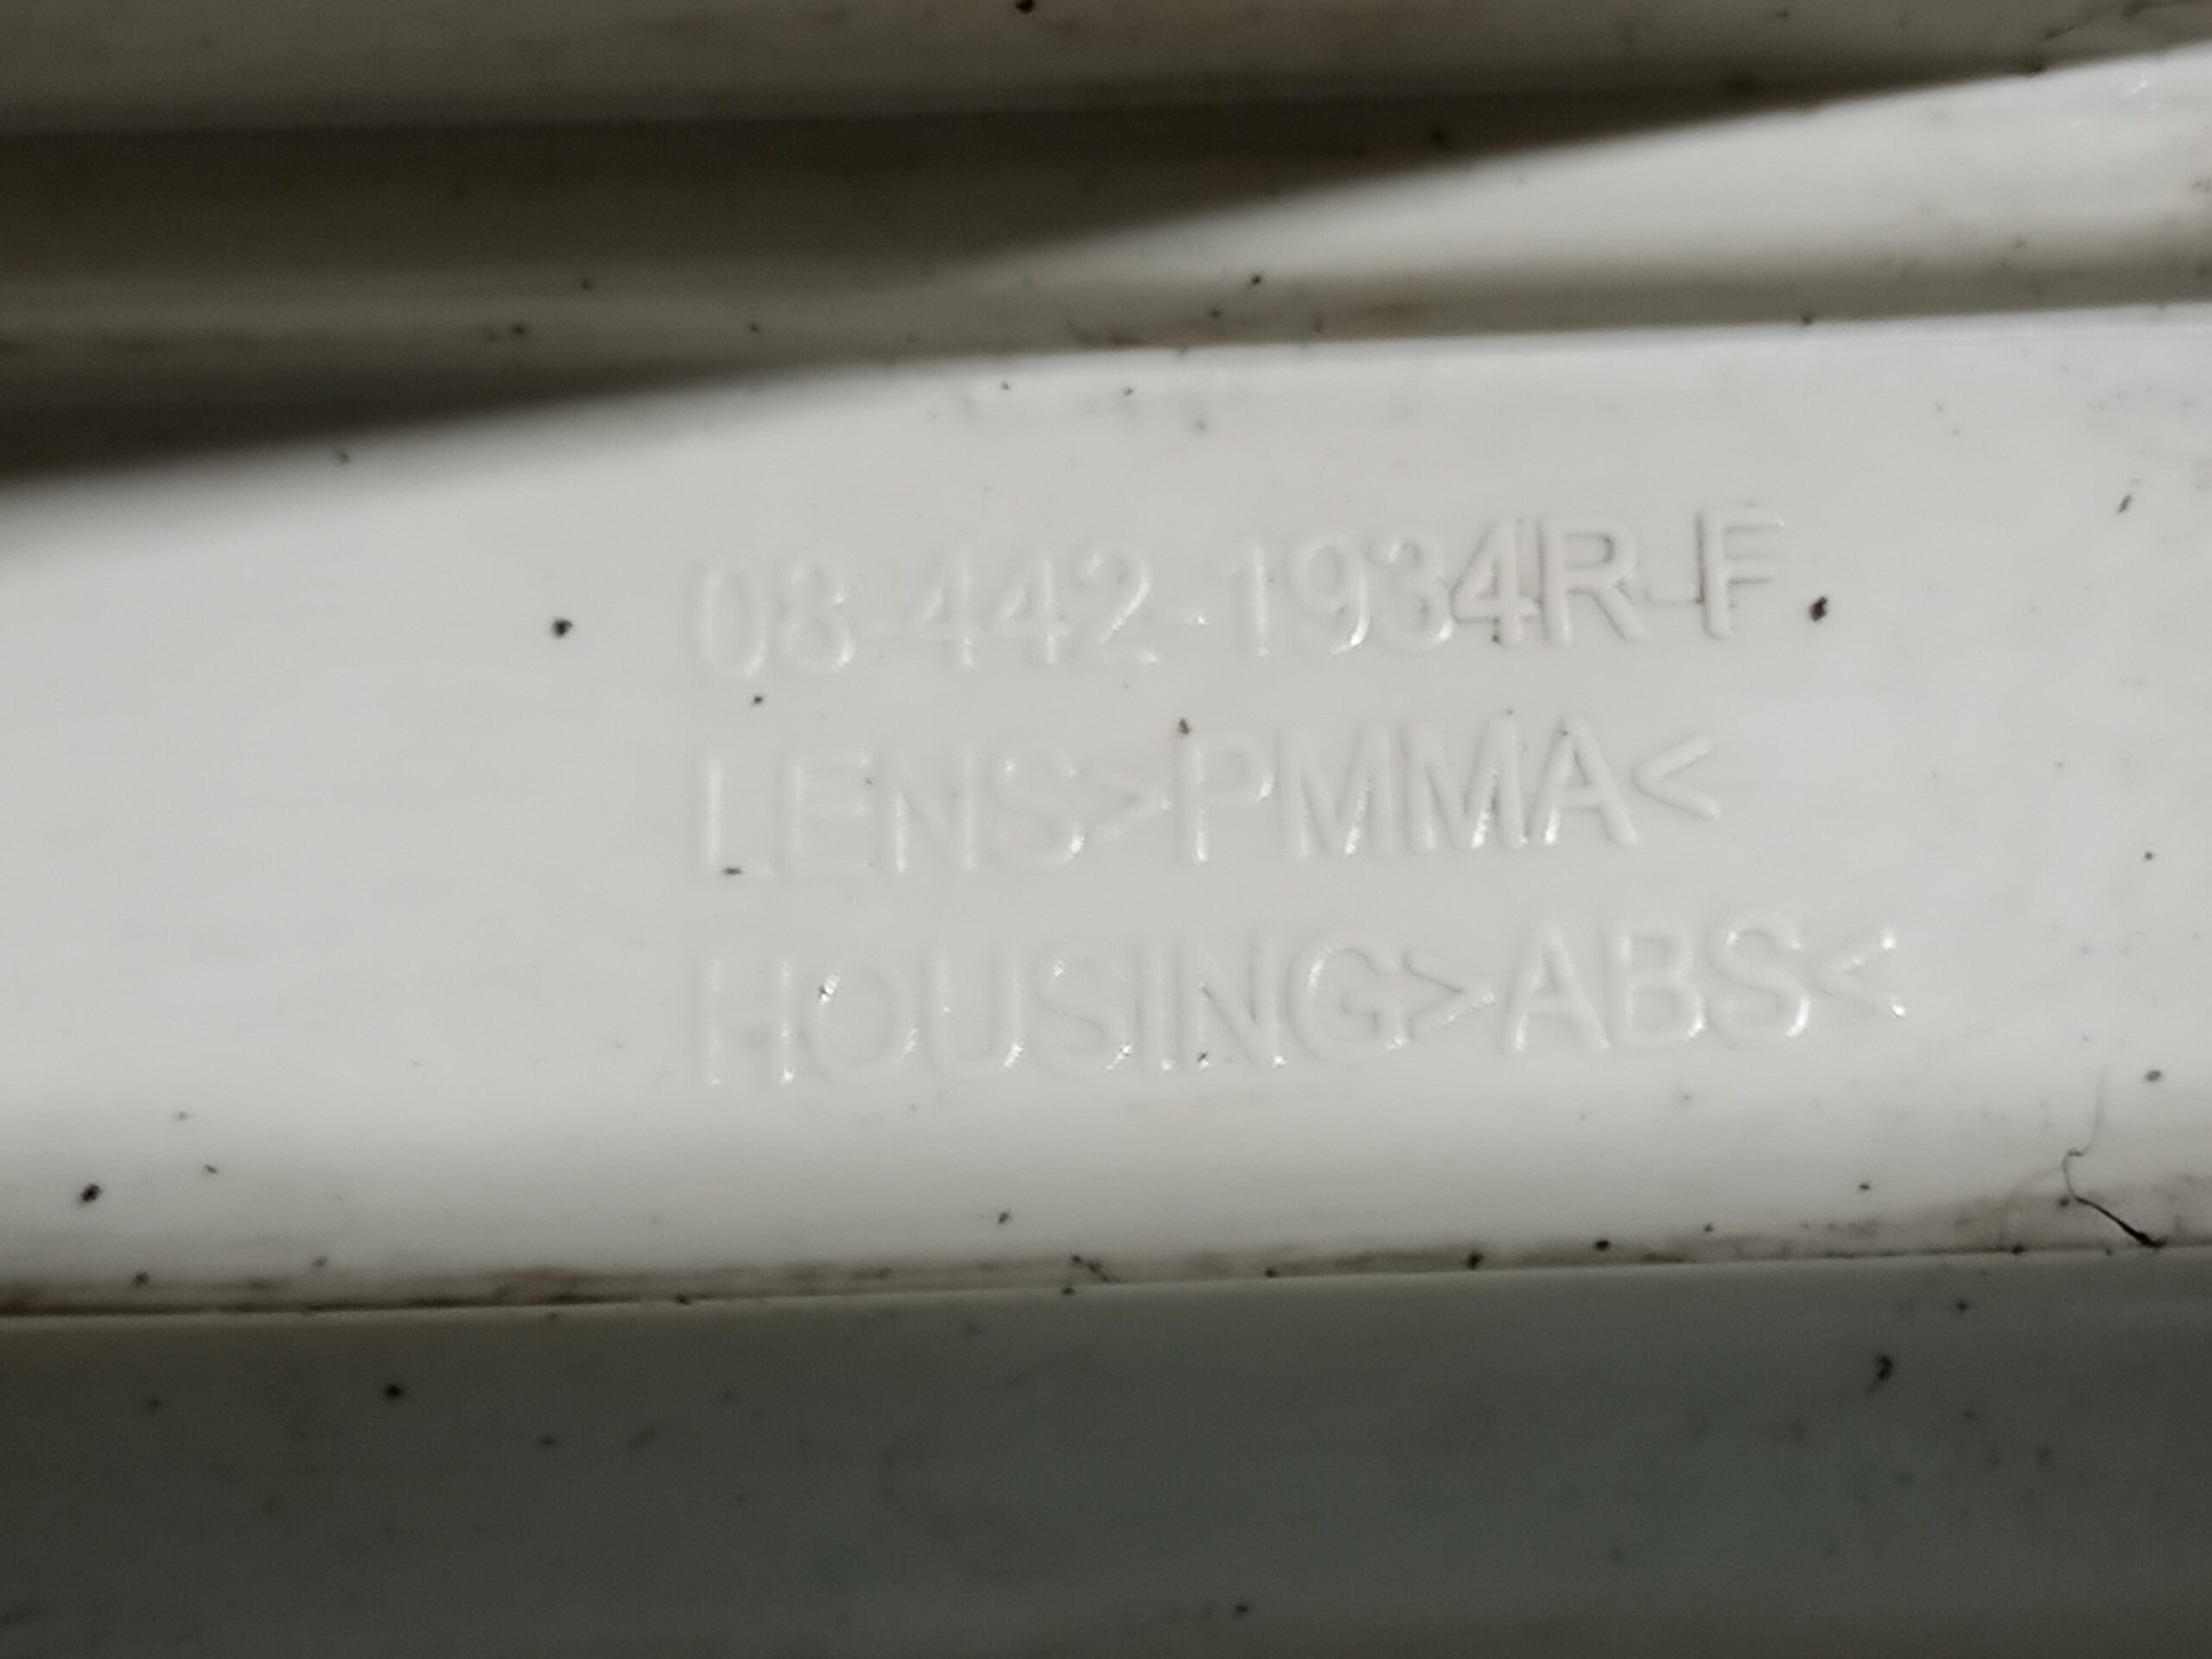 08-442-1934R-F
LENS>PMMA<
HOUSING>ABS<